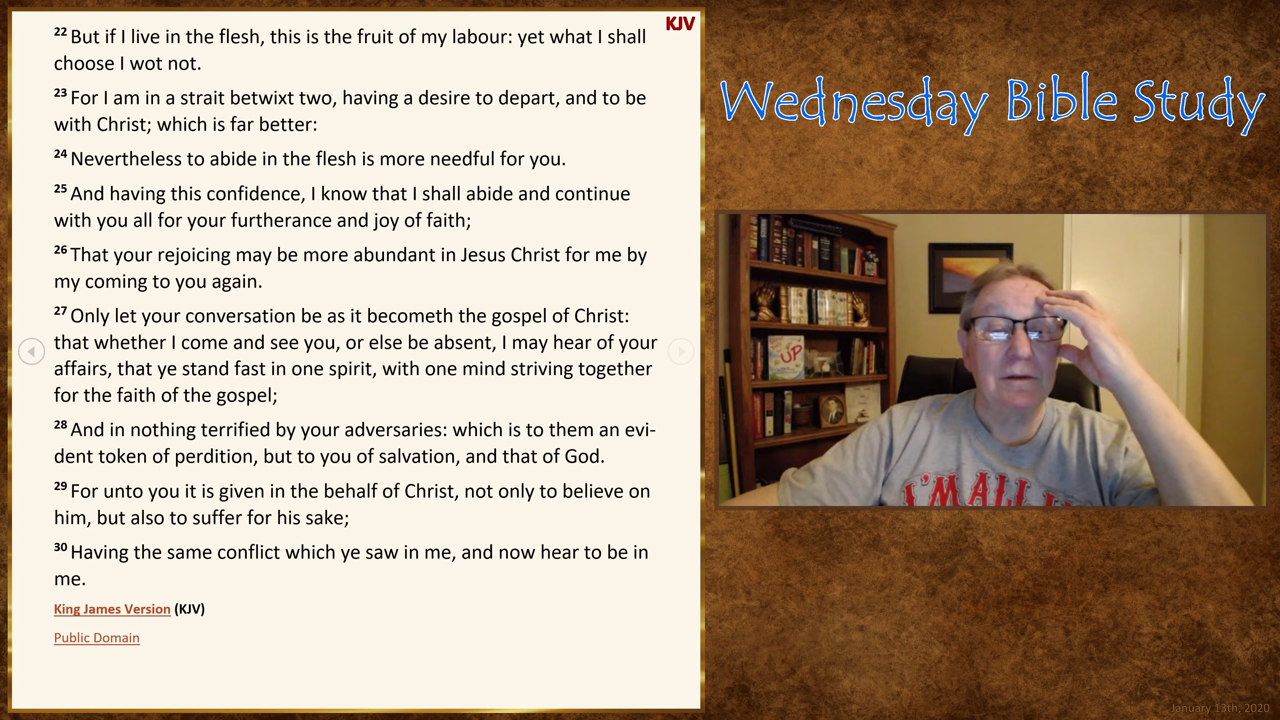 KJV
22 But if I live in the flesh, this is the fruit of my labour: yet what I shall
choose I wot not.
23 For I am in a strait betwixt two, having a desire to depart, and to be
with Christ; which is far better:
24 Nevertheless to abide in the flesh is more needful for you.
25 And having this confidence, I know that I shall abide and continue
with you all for your furtherance and joy of faith;
26 That your rejoicing may be more abundant in Jesus Christ for me by
my coming to you again.
27 Only let your conversation be as it becometh the gospel of Christ:
that whether I come and see you, or else be absent, I may hear of your
affairs, that ye stand fast in one spirit, with one mind striving together
for the faith of the gospel;
28 And in nothing terrified by your adversaries: which is to them an evi-
dent token of perdition, but to you of salvation, and that of God.
29 For unto you it is given in the behalf of Christ, not only to believe on
him, but also to suffer for his sake;
30 Having the same conflict which ye saw in me, and now hear to be in
me.
King James Version (KJV)
Public Domain
Wednesday Bible Study
UP
I'M ALL
January 13th, 2020